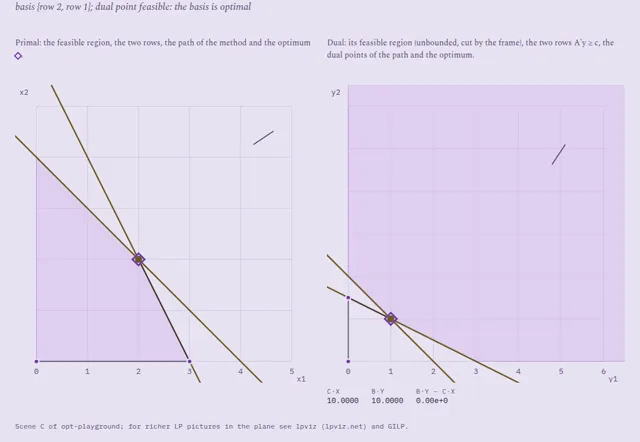 basis {row 2, row 1}; dual point feasible: the basis is optimal
Primal: the feasible region, the two rows, the path of the method and the optimum
Dual: its feasible region (unbounded, cut by the frame), the two rows A'y ≥ c, the
dual points of the path and the optimum.
x2
0 1 2 3 4 5
x1
y2
0 1 2 3 4 5 6
y1
C·X B·Y B·Y − C·X
10.0000 10.0000 0.00e+0
Scene C of opt-playground; for richer LP pictures in the plane see lpviz (lpviz.net) and GILP.